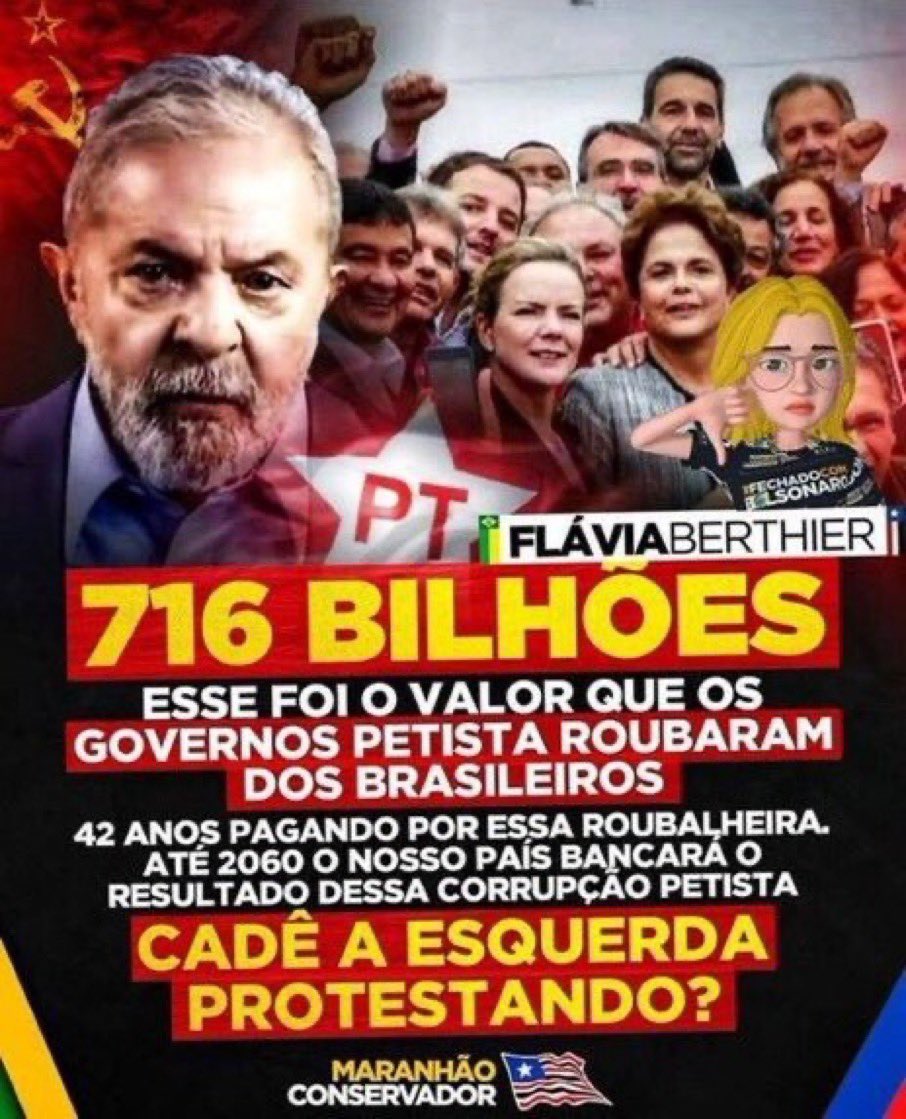 PT
#FECHADOCOM
BOLSONARO
FLÁVIABERTHIER
716 BILHÕES
ESSE FOI O VALOR QUE OS
GOVERNOS PETISTA ROUBARAM
DOS BRASILEIROS
42 ANOS PAGANDO POR ESSA ROUBALHEIRA.
ATÉ 2060 O NOSSO PAÍS BANCARÁ O
RESULTADO DESSA CORRUPÇÃO PETISTA
CADÊ A ESQUERDA
PROTESTANDO?
MARANHÃO
CONSERVADOR